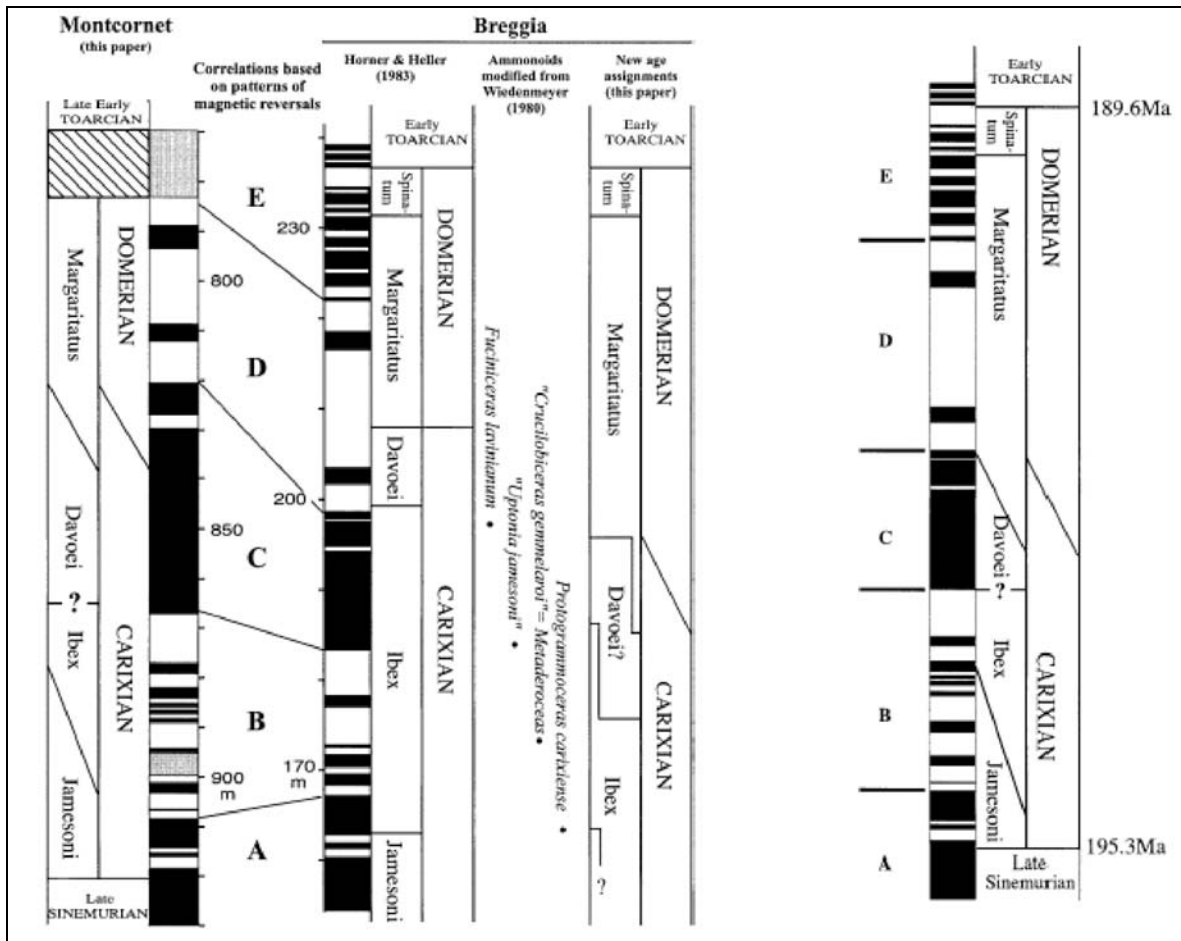 Montcornet
(this paper)
Breggia
Correlations based
on patterns of
magnetic reversals
Horner & Heller
(1983)
Ammonoids
modified from
Wiedenmeyer
(1980)
New age
assignments
(this paper)
Late Early
TOARCIAN
Margaritatus
DOMERIAN
Davoei
?
Ibex
CARIXIAN
Jamesoni
Late
SINEMURIAN
800
850
900
m
E
D
C
B
A
230
200
170
m
Early
TOARCIAN
Spina-
tum
Margaritatus
DOMERIAN
Davoei
Ibex
CARIXIAN
Jamesoni
Fuciniceras lavinianum •
"Uptonia jamesoni" •
"Crucilobiceras gemmelaroi"= Metaderoceas •
Protogrammoceras carixiense •
Early
TOARCIAN
Spina-
tum
Margaritatus
DOMERIAN
Davoei?
CARIXIAN
Ibex
?
E
D
C
B
A
Early
TOARCIAN
189.6Ma
Spina-
tum
Margaritatus
DOMERIAN
Davoei
?
Ibex
CARIXIAN
Jamesoni
195.3Ma
Late
Sinemurian